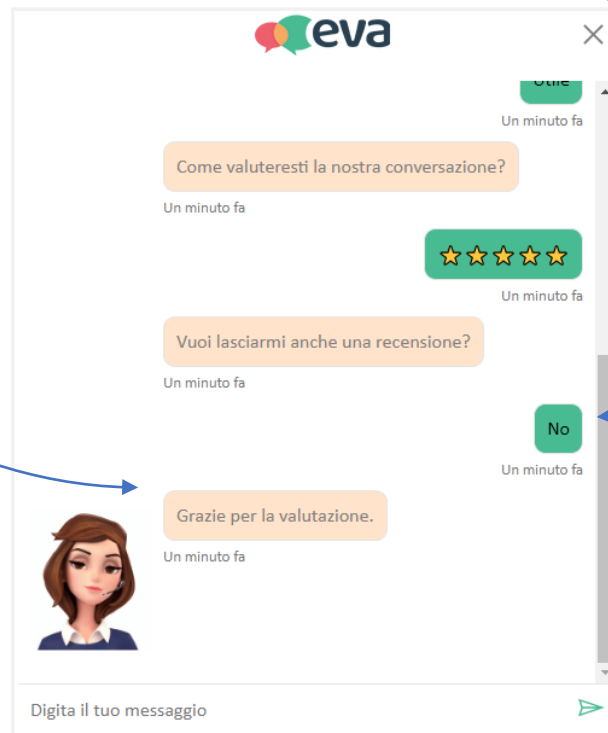 eva
Utile
Un minuto fa
Come valuteresti la nostra conversazione?
Un minuto fa
Un minuto fa
Vuoi lasciarmi anche una recensione?
Un minuto fa
No
Un minuto fa
Grazie per la valutazione.
Un minuto fa
Digita il tuo messaggio